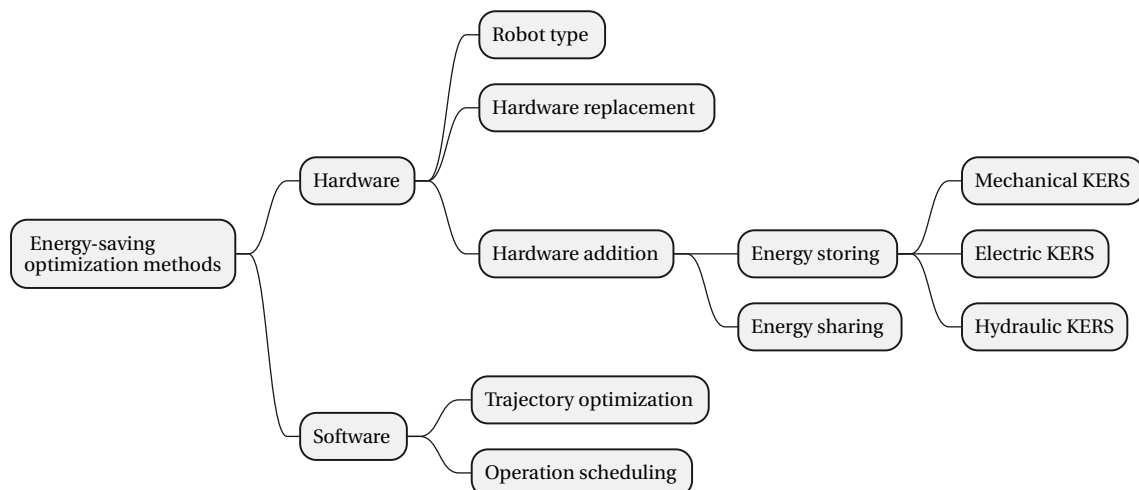 Robot type
Hardware replacement
Hardware
Mechanical KERS
Energy-saving
optimization methods
Hardware addition
Energy storing
Electric KERS
Energy sharing
Hydraulic KERS
Trajectory optimization
Software
Operation scheduling